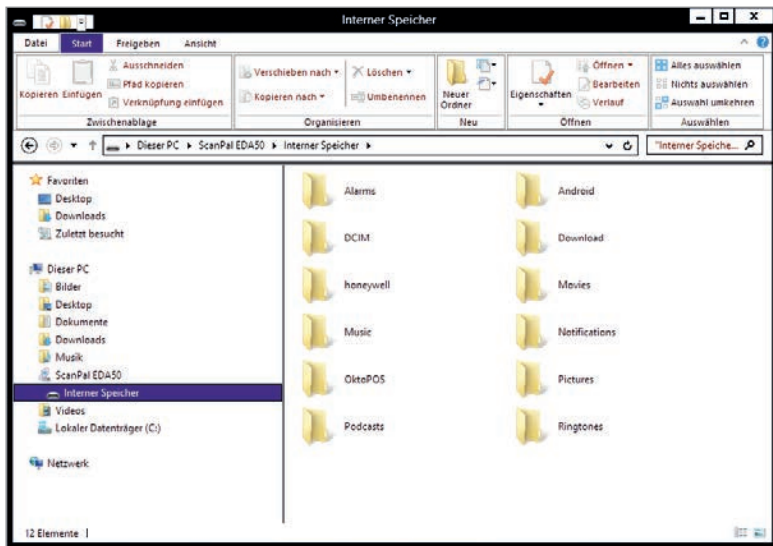 Interner Speicher
Datei Start Freigeben Ansicht
Kopieren
Einfügen
Ausschneiden
Pfad kopieren
Verknüpfung einfügen
Zwischenablage
Verschieben nach
Kopieren nach
Löschen
Umbenennen
Organisieren
Neuer
Ordner
Neu
Eigenschaften
Öffnen
Bearbeiten
Verlauf
Öffnen
Alles auswählen
Nichts auswählen
Auswahl umkehren
Auswählen
Dieser PC ScanPal EDA50 Interner Speicher
"Interner Speiche...
Favoriten
Desktop
Downloads
Zuletzt besucht
Dieser PC
Bilder
Desktop
Dokumente
Downloads
Musik
ScanPal EDA50
Interner Speicher
Videos
Lokaler Datenträger (C:)
Netzwerk
Alarms Android
DCIM Download
honeywell Movies
Music Notifications
OktoPOS Pictures
Podcasts Ringtones
12 Elemente